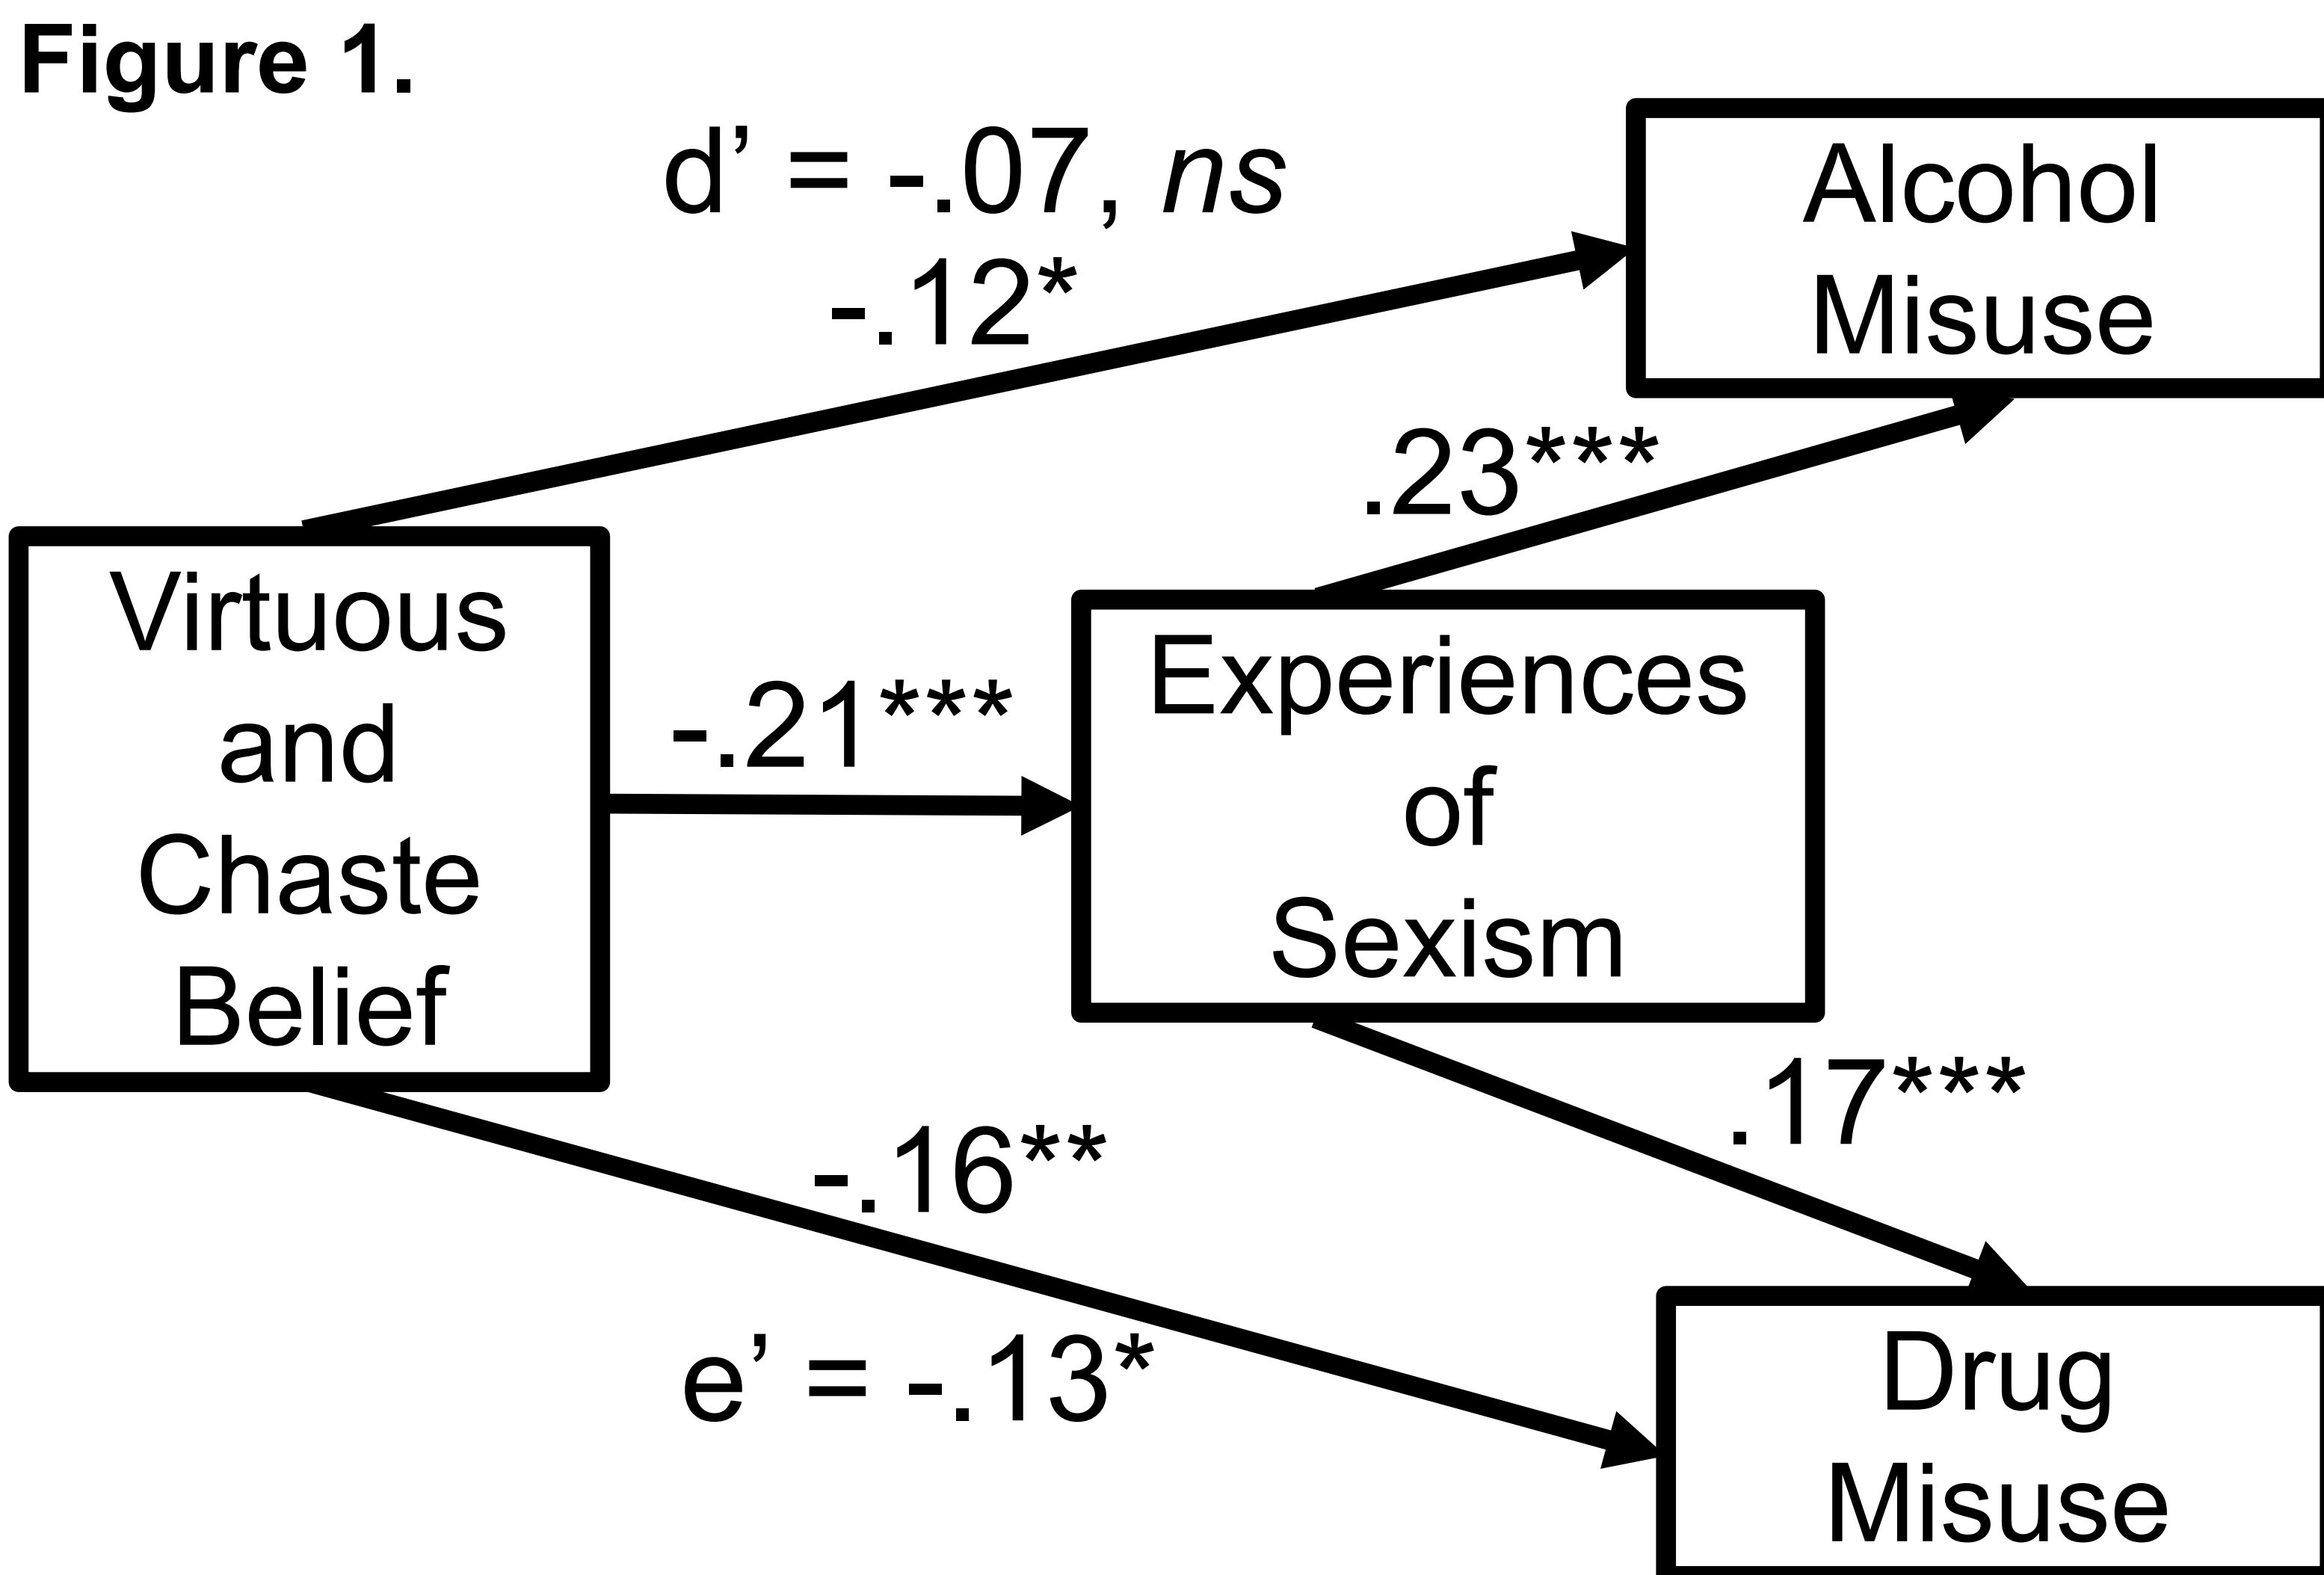 Figure 1.
d’ = -.07, ns
-.12*
Alcohol
Misuse
.23***
Virtuous
and
Chaste
Belief
-.21***
Experiences
of
Sexism
-.16**
e’ = -.13*
.17***
Drug
Misuse